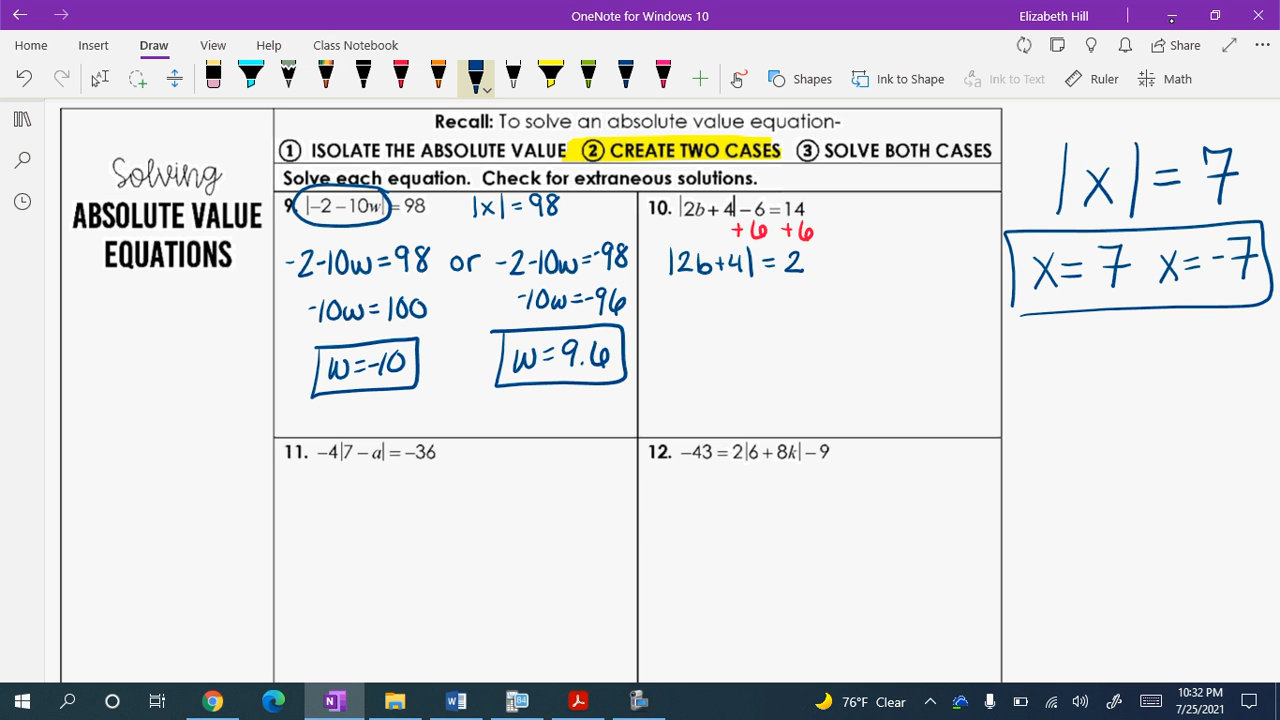 OneNote for Windows 10
Elizabeth Hill
Home Insert Draw View Help Class Notebook
Share
Shapes Ink to Shape Ink to Text Ruler Math
Recall: To solve an absolute value equation-
① ISOLATE THE ABSOLUTE VALUE ② CREATE TWO CASES ③ SOLVE BOTH CASES
Solve each equation. Check for extraneous solutions.
Solving
ABSOLUTE VALUE
EQUATIONS
9. |−2 − 10w| = 98 |x| = 98
-2-10w=98 or -2-10w=-98
-10w=100 -10w=-96
w=-10 w=9.6
10. |2b + 4| − 6 = 14
+6 +6
|2b+4| = 2
11. −4|7 − a| = −36
12. −43 = 2|6 + 8k| − 9
|x| = 7
x=7 x=-7
76°F Clear
10:32 PM
7/25/2021